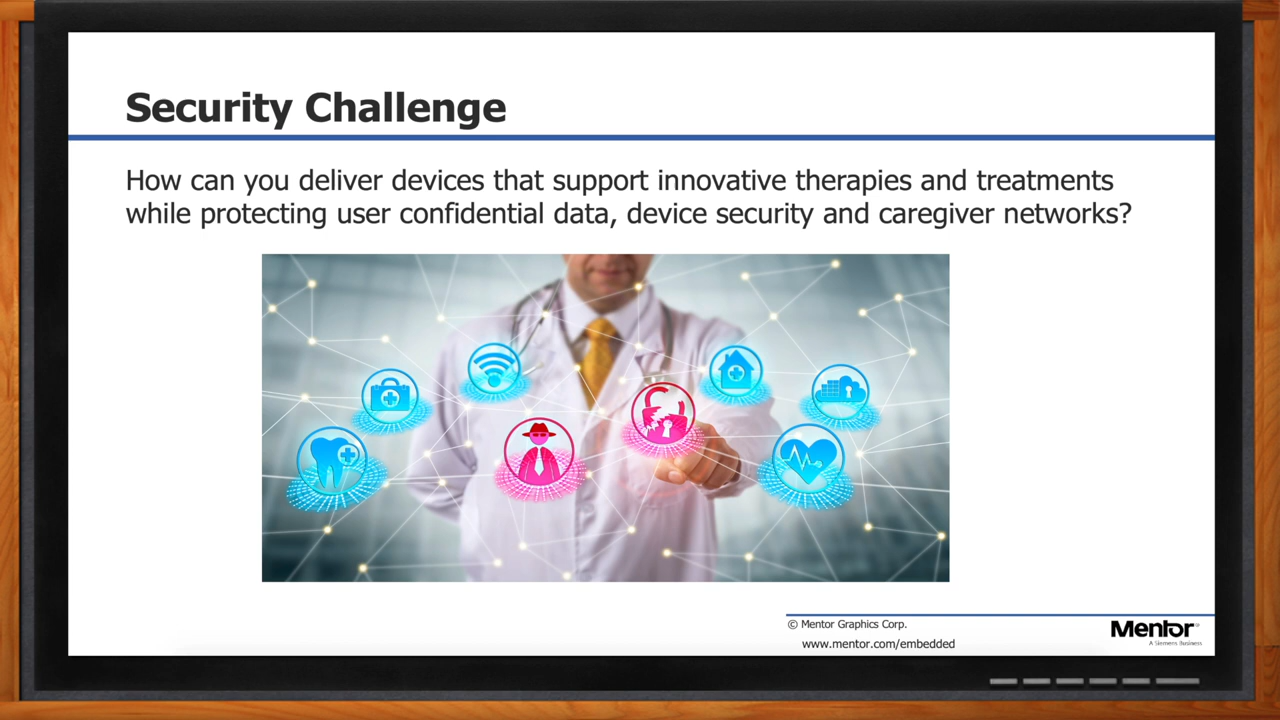 Security Challenge
How can you deliver devices that support innovative therapies and treatments
while protecting user confidential data, device security and caregiver networks?
© Mentor Graphics Corp.
www.mentor.com/embedded
Mentor
A Siemens Business